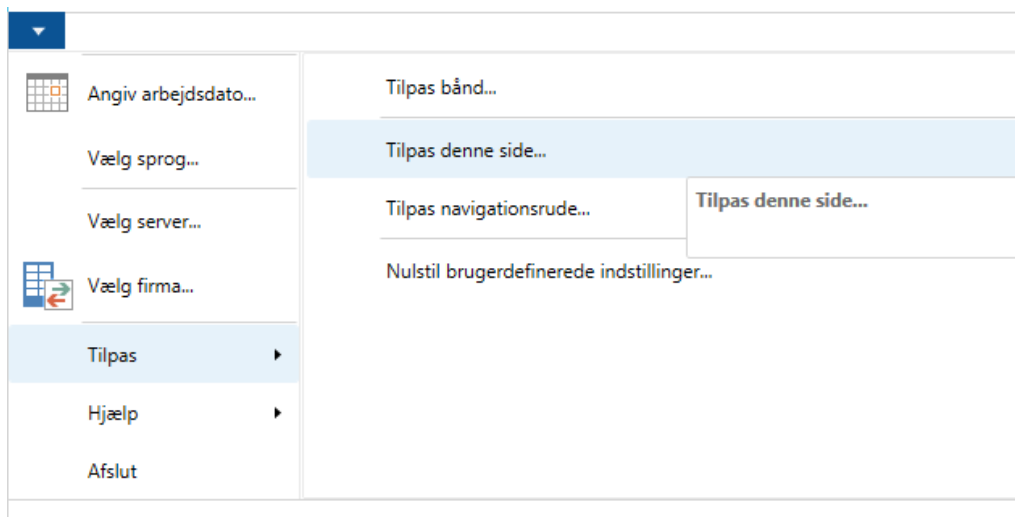 Angiv arbejdsdato...
Vælg sprog...
Vælg server...
Vælg firma...
Tilpas
Hjælp
Afslut
Tilpas bånd...
Tilpas denne side...
Tilpas navigationsrude...
Tilpas denne side...
Nulstil brugerdefinerede indstillinger...